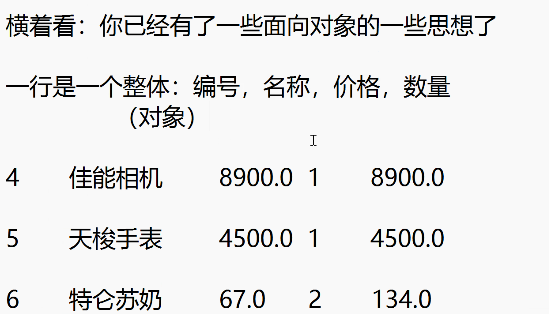 横着看：你已经有了一些面向对象的一些思想了
一行是一个整体：编号，名称，价格，数量
（对象）
4 佳能相机 8900.0 1 8900.0
5 天梭手表 4500.0 1 4500.0
6 特仑苏奶 67.0 2 134.0